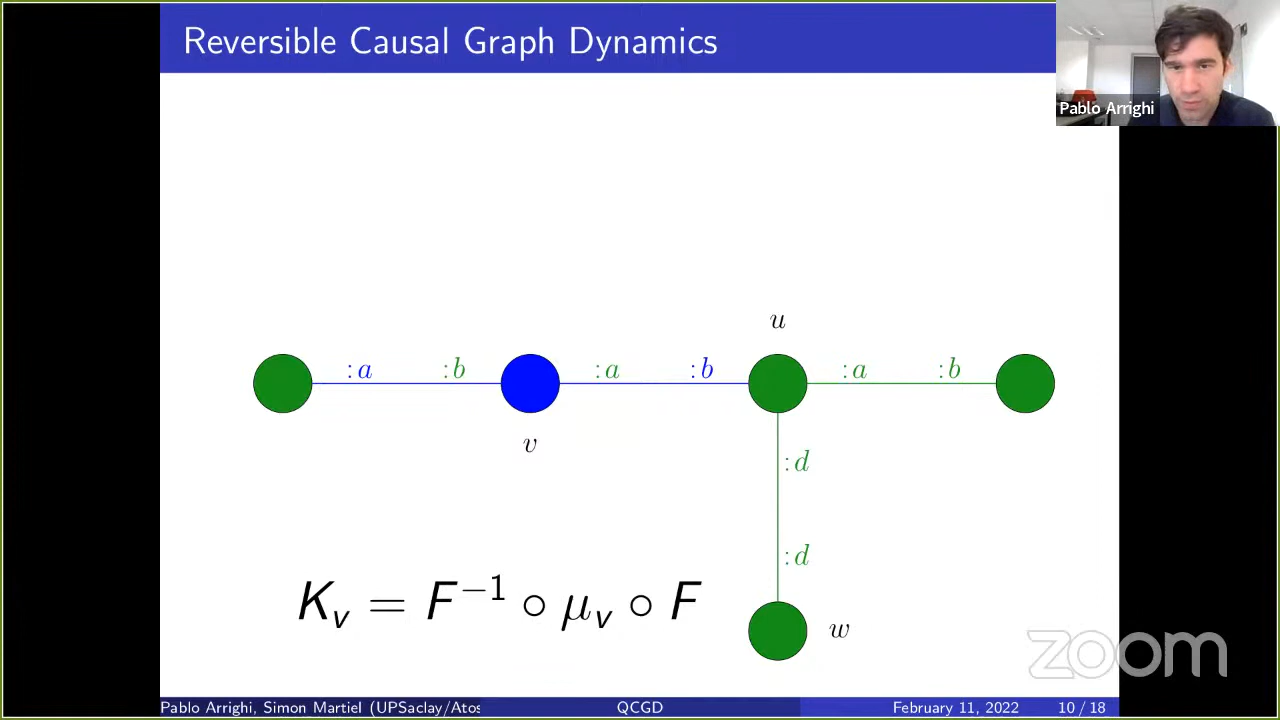 Reversible Causal Graph Dynamics
Pablo Arrighi
u
:a :b :a :b :a :b
v
:d
:d
K_v = F^{-1} ∘ μ_v ∘ F
w
zoom
Pablo Arrighi, Simon Martiel (UPSaclay/Atos QCGD February 11, 2022 10 / 18